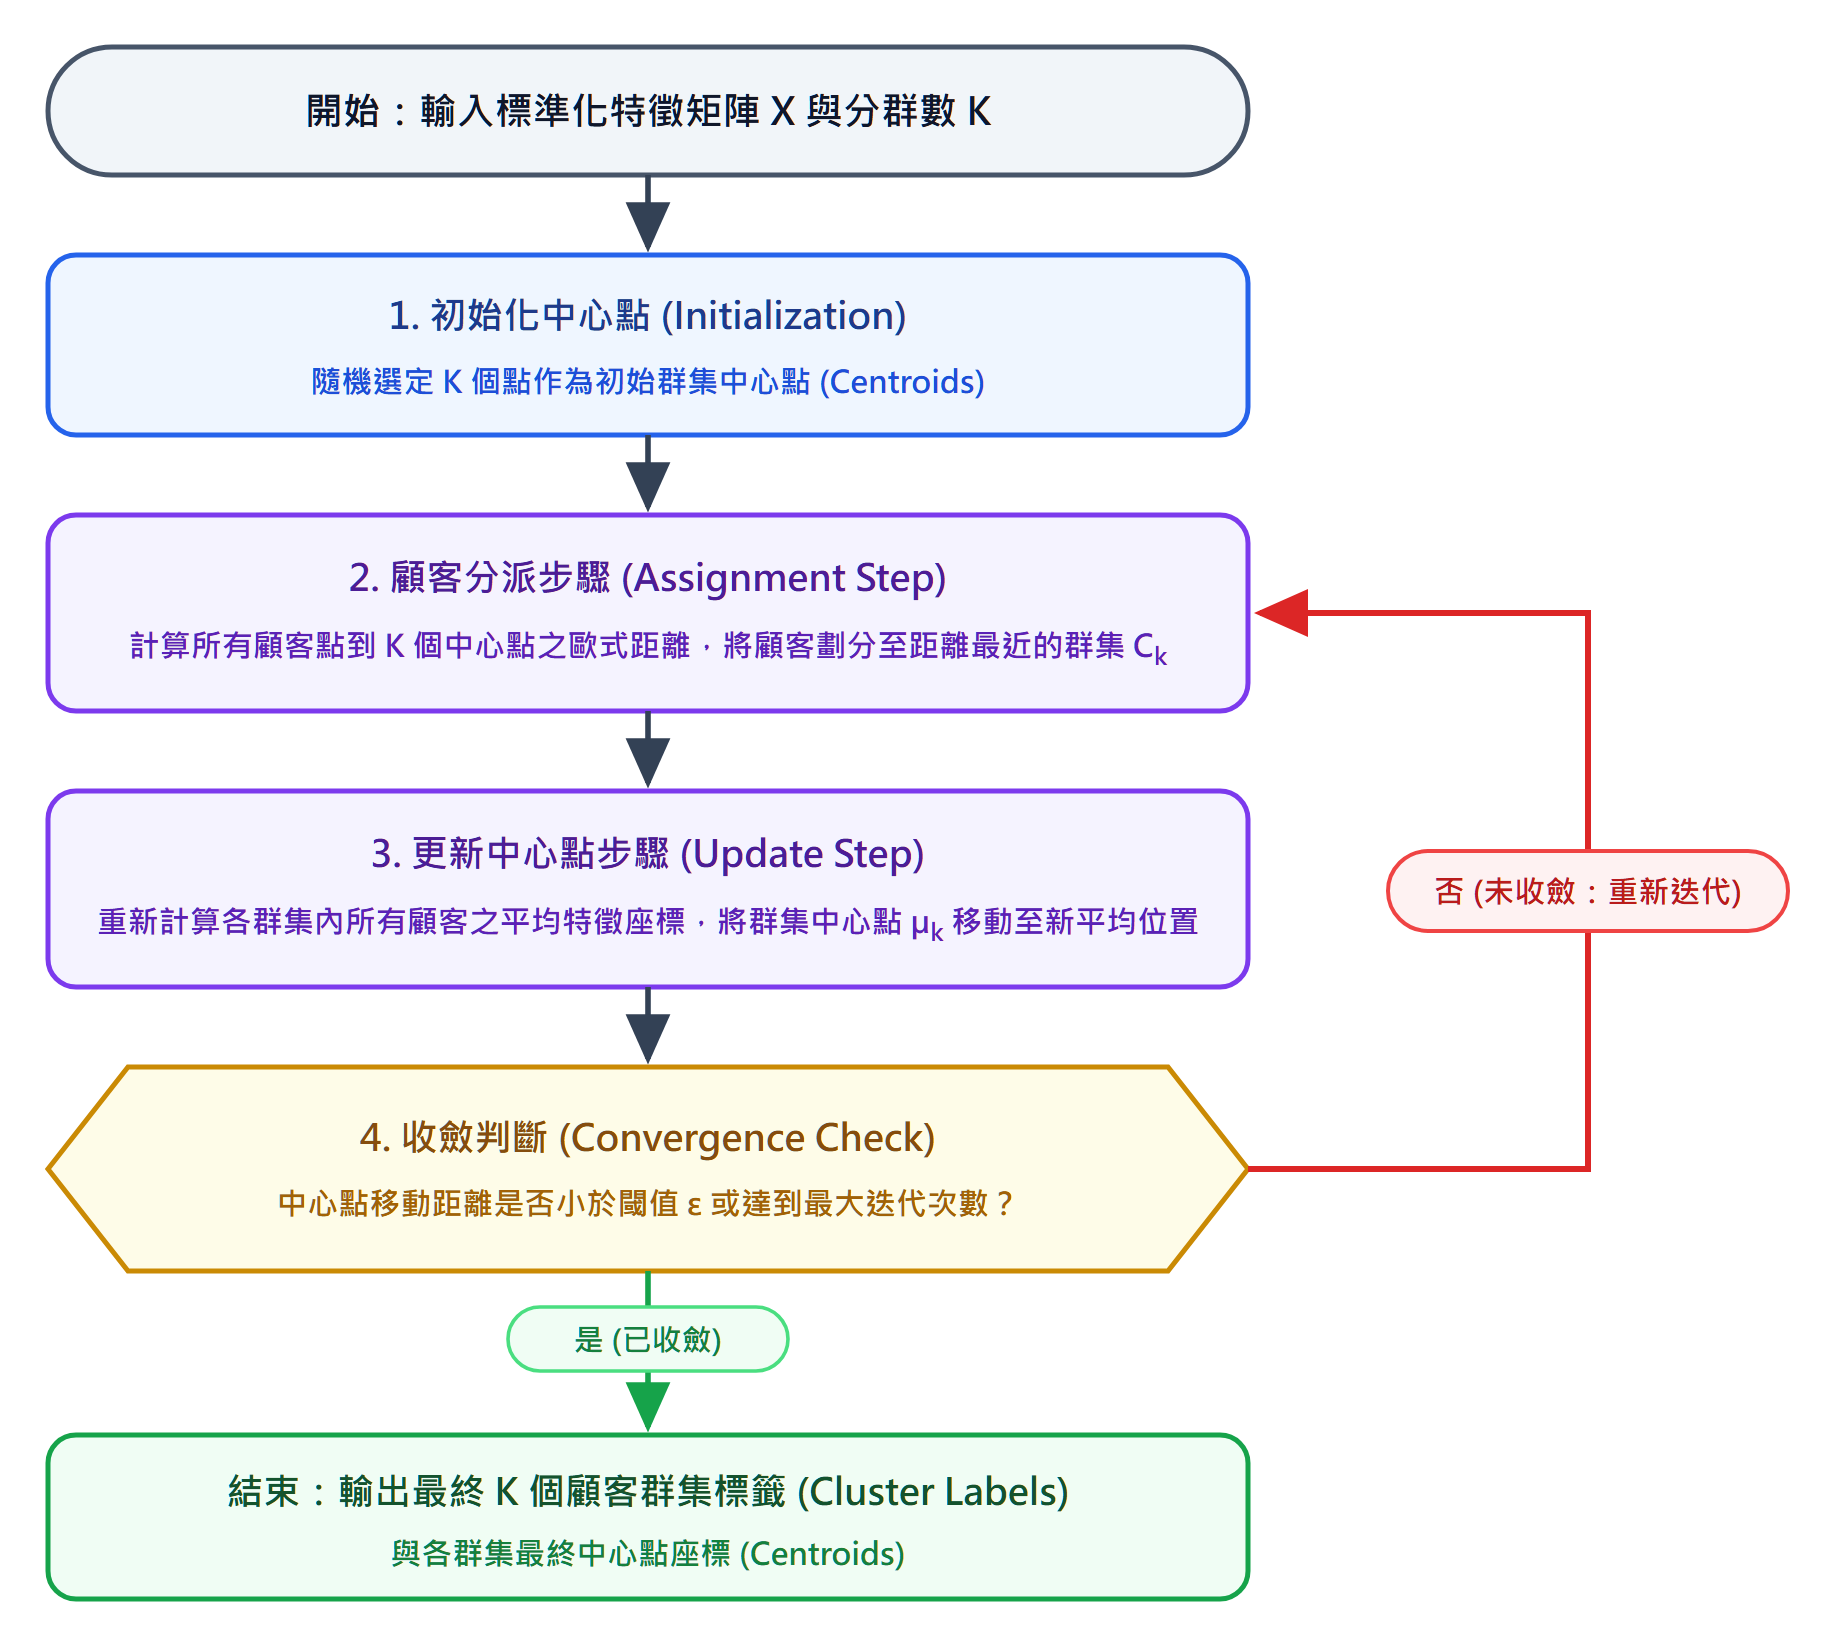 開始：輸入標準化特徵矩陣 X 與分群數 K
1. 初始化中心點 (Initialization)
隨機選定 K 個點作為初始群集中心點 (Centroids)
2. 顧客分派步驟 (Assignment Step)
計算所有顧客點到 K 個中心點之歐式距離，將顧客劃分至距離最近的群集 Cₖ
3. 更新中心點步驟 (Update Step)
重新計算各群集內所有顧客之平均特徵座標，將群集中心點 μₖ 移動至新平均位置
否 (未收斂：重新迭代)
4. 收斂判斷 (Convergence Check)
中心點移動距離是否小於閾值 ε 或達到最大迭代次數？
是 (已收斂)
結束：輸出最終 K 個顧客群集標籤 (Cluster Labels)
與各群集最終中心點座標 (Centroids)